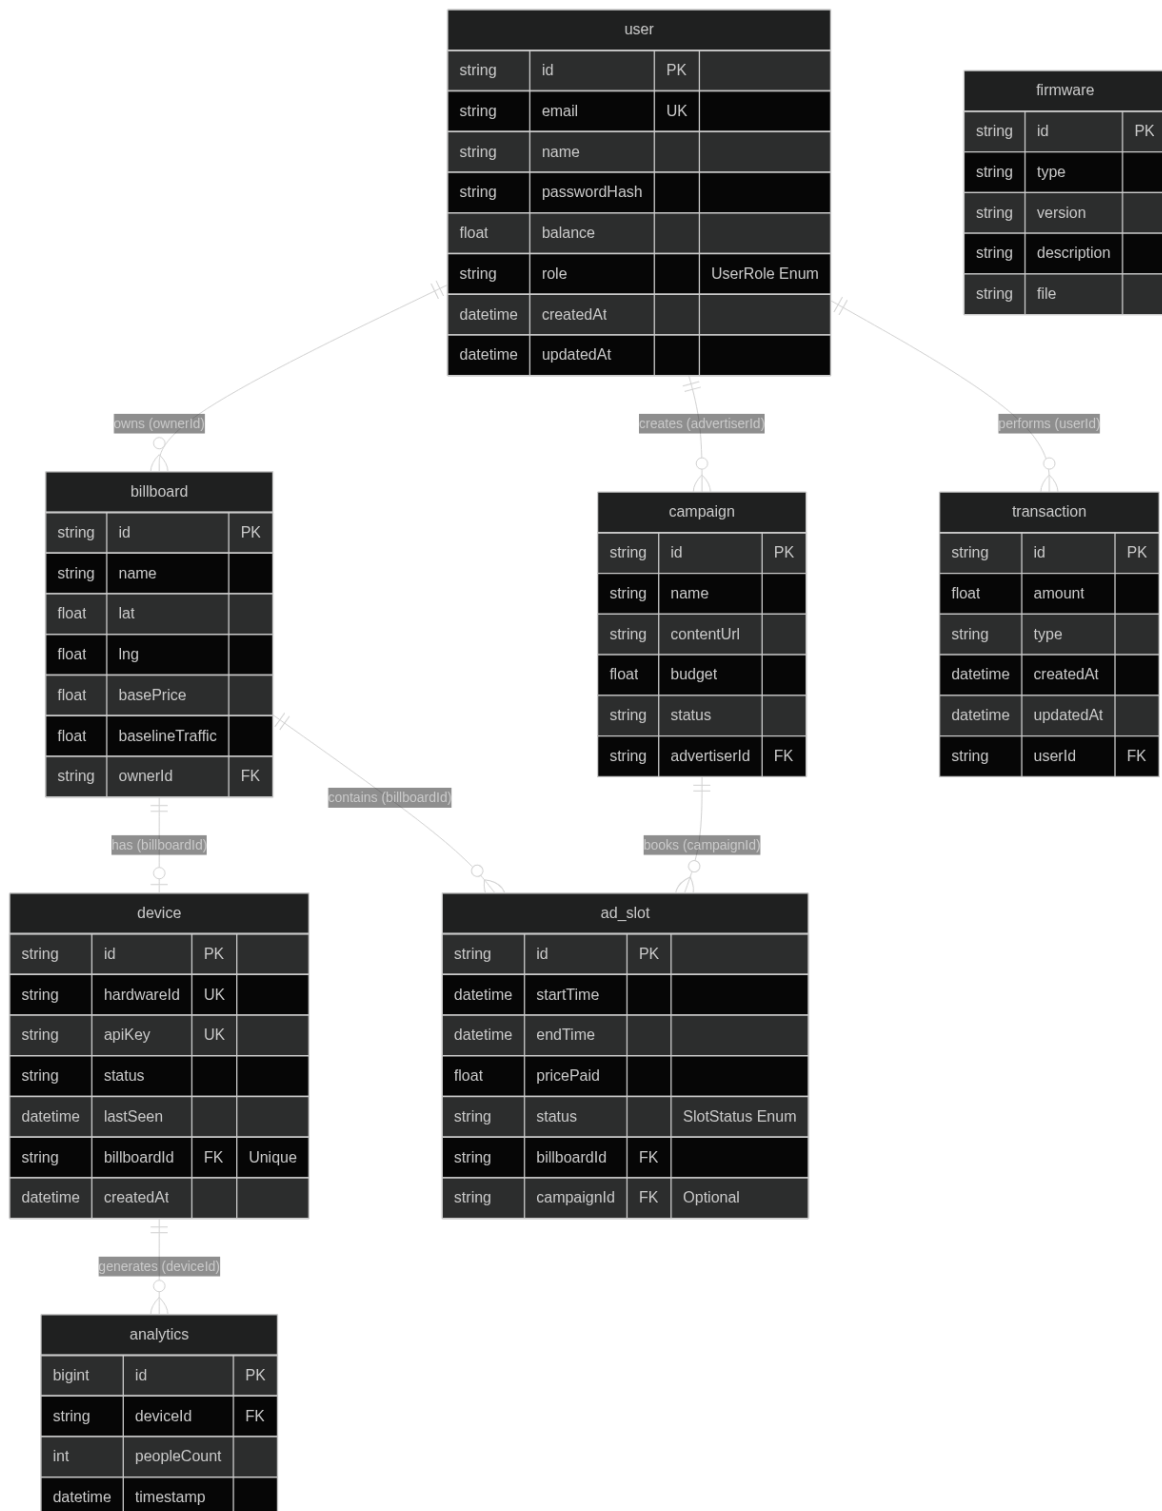 user
string id PK
string email UK
string name
string passwordHash
float balance
string role UserRole Enum
datetime createdAt
datetime updatedAt
firmware
string id PK
string type
string version
string description
string file
owns (ownerId)
creates (advertiserId)
performs (userId)
billboard
string id PK
string name
float lat
float lng
float basePrice
float baselineTraffic
string ownerId FK
campaign
string id PK
string name
string contentUrl
float budget
string status
string advertiserId FK
transaction
string id PK
float amount
string type
datetime createdAt
datetime updatedAt
string userId FK
contains (billboardId)
has (billboardId)
books (campaignId)
device
string id PK
string hardwareId UK
string apiKey UK
string status
datetime lastSeen
string billboardId FK Unique
datetime createdAt
ad_slot
string id PK
datetime startTime
datetime endTime
float pricePaid
string status SlotStatus Enum
string billboardId FK
string campaignId FK Optional
generates (deviceId)
analytics
bigint id PK
string deviceId FK
int peopleCount
datetime timestamp